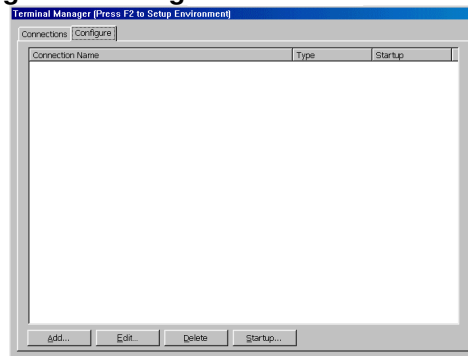 Terminal Manager (Press F2 to Setup Environment)
Connections Configure
Connection Name Type Startup
Add... Edit... Delete Startup...